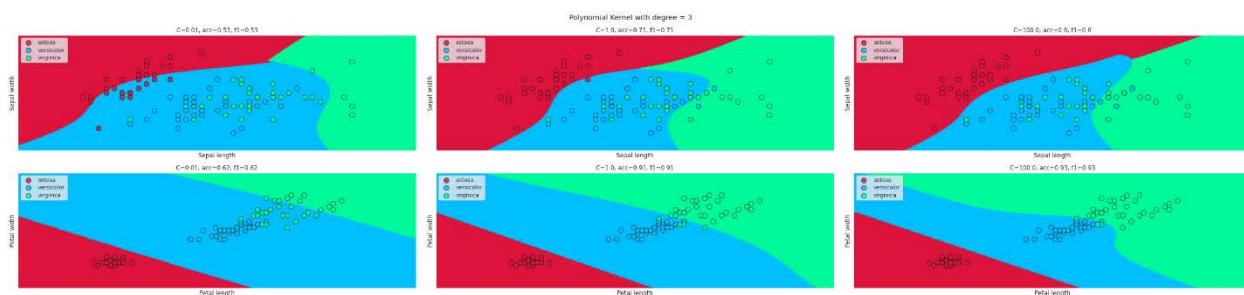 Polynomial Kernel with degree = 3
C=0.01, acc=0.53, f1=0.53
setosa
versicolor
virginica
Sepal width
Sepal length
C=1.0, acc=0.71, f1=0.71
setosa
versicolor
virginica
Sepal width
Sepal length
C=100.0, acc=0.8, f1=0.8
setosa
versicolor
virginica
Sepal width
Sepal length
C=0.01, acc=0.62, f1=0.62
setosa
versicolor
virginica
Petal width
Petal length
C=1.0, acc=0.91, f1=0.91
setosa
versicolor
virginica
Petal width
Petal length
C=100.0, acc=0.93, f1=0.93
setosa
versicolor
virginica
Petal width
Petal length